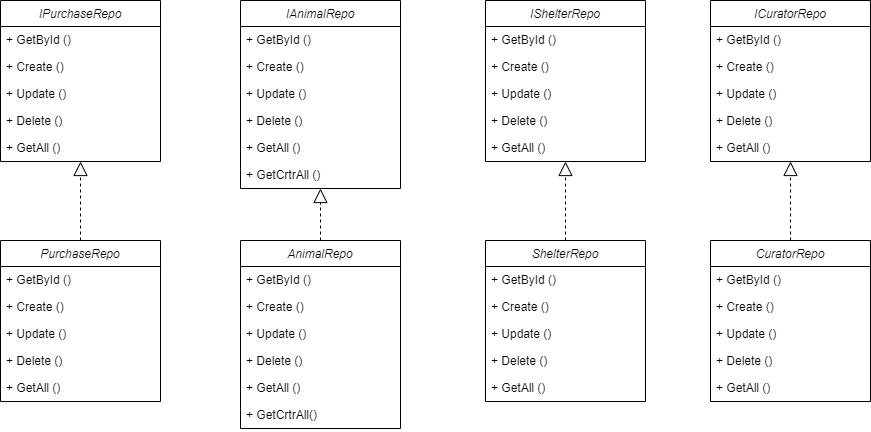 IPurchaseRepo
+ GetById ()
+ Create ()
+ Update ()
+ Delete ()
+ GetAll ()
IAnimalRepo
+ GetById ()
+ Create ()
+ Update ()
+ Delete ()
+ GetAll ()
+ GetCrtrAll ()
IShelterRepo
+ GetById ()
+ Create ()
+ Update ()
+ Delete ()
+ GetAll ()
ICuratorRepo
+ GetById ()
+ Create ()
+ Update ()
+ Delete ()
+ GetAll ()
PurchaseRepo
+ GetById ()
+ Create ()
+ Update ()
+ Delete ()
+ GetAll ()
AnimalRepo
+ GetById ()
+ Create ()
+ Update ()
+ Delete ()
+ GetAll ()
+ GetCrtrAll()
ShelterRepo
+ GetById ()
+ Create ()
+ Update ()
+ Delete ()
+ GetAll ()
CuratorRepo
+ GetById ()
+ Create ()
+ Update ()
+ Delete ()
+ GetAll ()